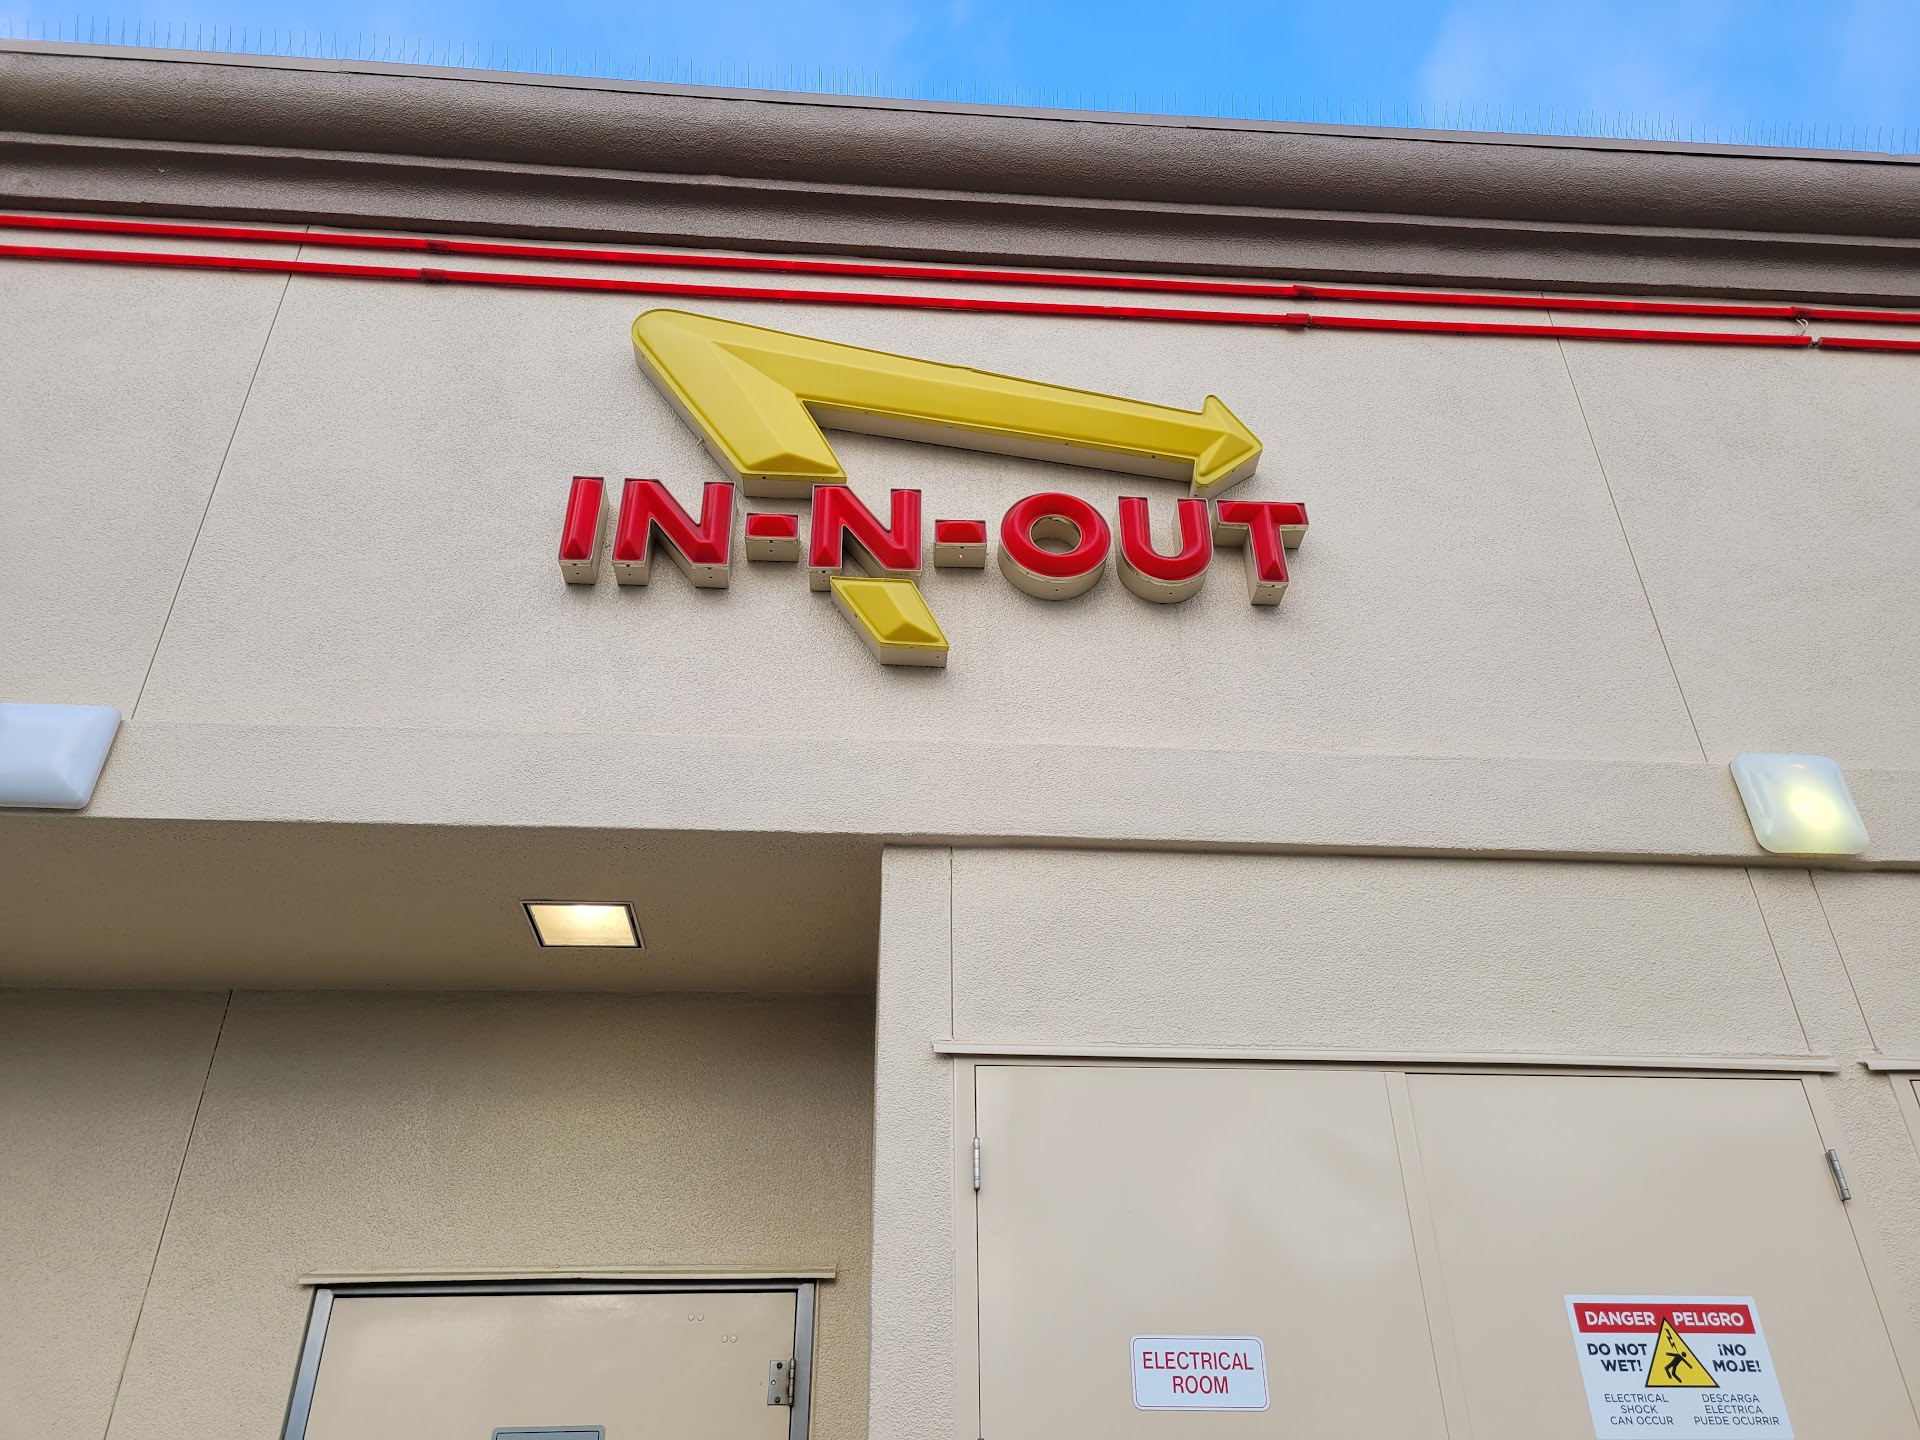 IN-N-OUT
ELECTRICAL
ROOM
DANGER PELIGRO
DO NOT
WET!
¡NO
MOJE!
ELECTRICAL
SHOCK
CAN OCCUR
DESCARGA
ELÉCTRICA
PUEDE OCURRIR